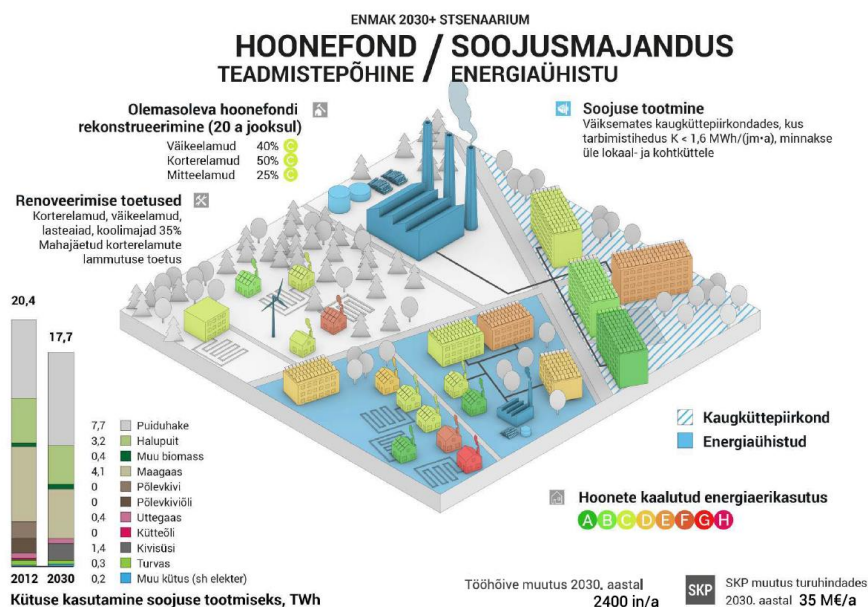 ENMAK 2030+ STSENAARIUM
HOONEFOND / SOOJUSMAJANDUS
TEADMISTEPÕHINE / ENERGIAÜHISTU
Olemasoleva hoonefondi
rekonstrueerimine (20 a jooksul)
Väikeelamud 40% C
Korterelamud 50% C
Mitteelamud 25% C
Renoveerimise toetused
Korterelamud, väikeelamud,
lasteaiad, koolimajad 35%
Mahajäetud korterelamute
lammutuse toetus
Soojuse tootmine
Väiksemates kaugküttepiirkondades, kus
tarbimistihedus K < 1,6 MWh/(jm•a), minnakse
üle lokaal- ja kohtküttele
20,4
17,7
7,7 Puiduhake
3,2 Halupuit
0,4 Muu biomass
4,1 Maagaas
0 Põlevkivi
0 Põlevkiviõli
0,4 Uttegaas
0 Kütteõli
1,4 Kivisüsi
0,3 Turvas
0,2 Muu kütus (sh elekter)
2012 2030
Kütuse kasutamine soojuse tootmiseks, TWh
Kaugküttepiirkond
Energiaühistud
Hoonete kaalutud energiaerikasutus
A B C D E F G H
Tööhõive muutus 2030. aastal
2400 in/a
SKP
SKP muutus turuhindades
2030. aastal 35 M€/a